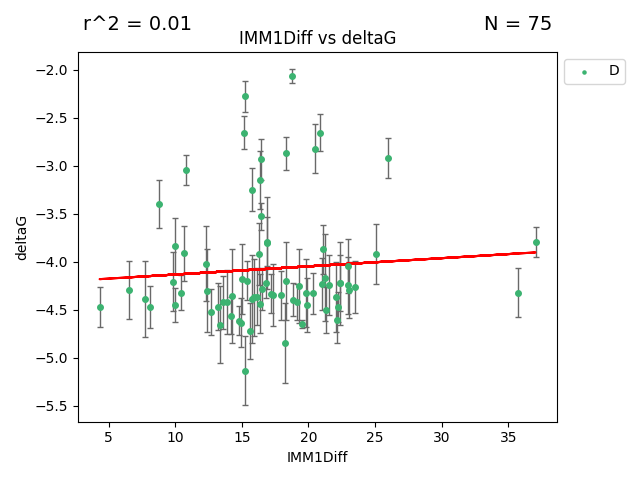 r^2 = 0.01
N = 75
IMM1Diff vs deltaG
D
−2.0
−2.5
−3.0
−3.5
−4.0
−4.5
−5.0
−5.5
deltaG
5 10 15 20 25 30 35
IMM1Diff